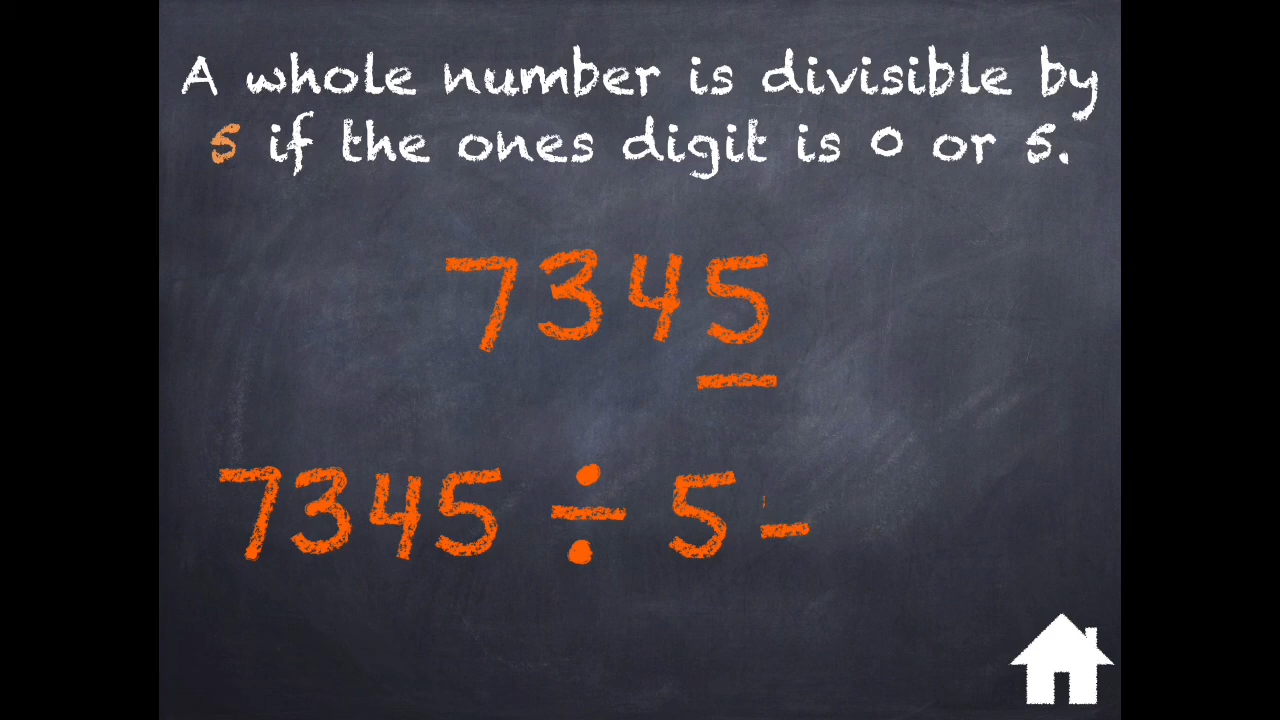 A whole number is divisible by
5 if the ones digit is 0 or 5.
7345
7345 ÷ 5 -